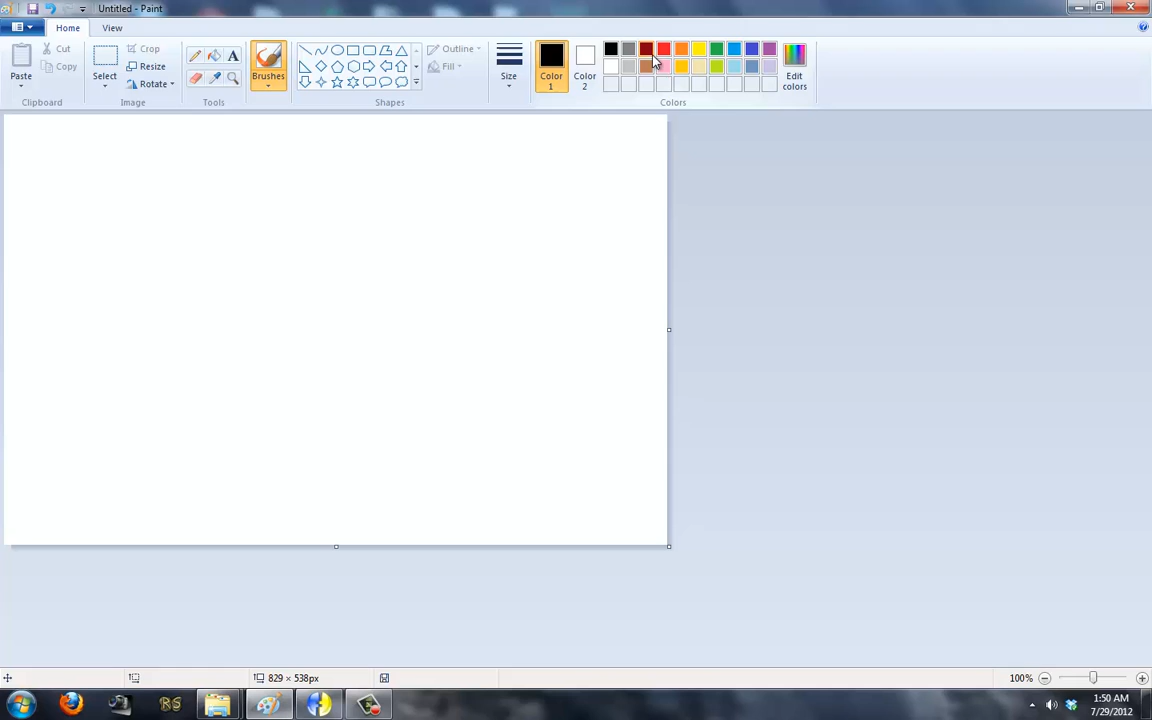 Untitled - Paint
Home View
Paste
Cut
Copy
Clipboard
Select
Crop
Resize
Rotate
Image
A
Tools
Brushes
Outline
Fill
Shapes
Size
Color 1
Color 2
Edit colors
Colors
829 × 538px
100%
RS
1:50 AM
7/29/2012